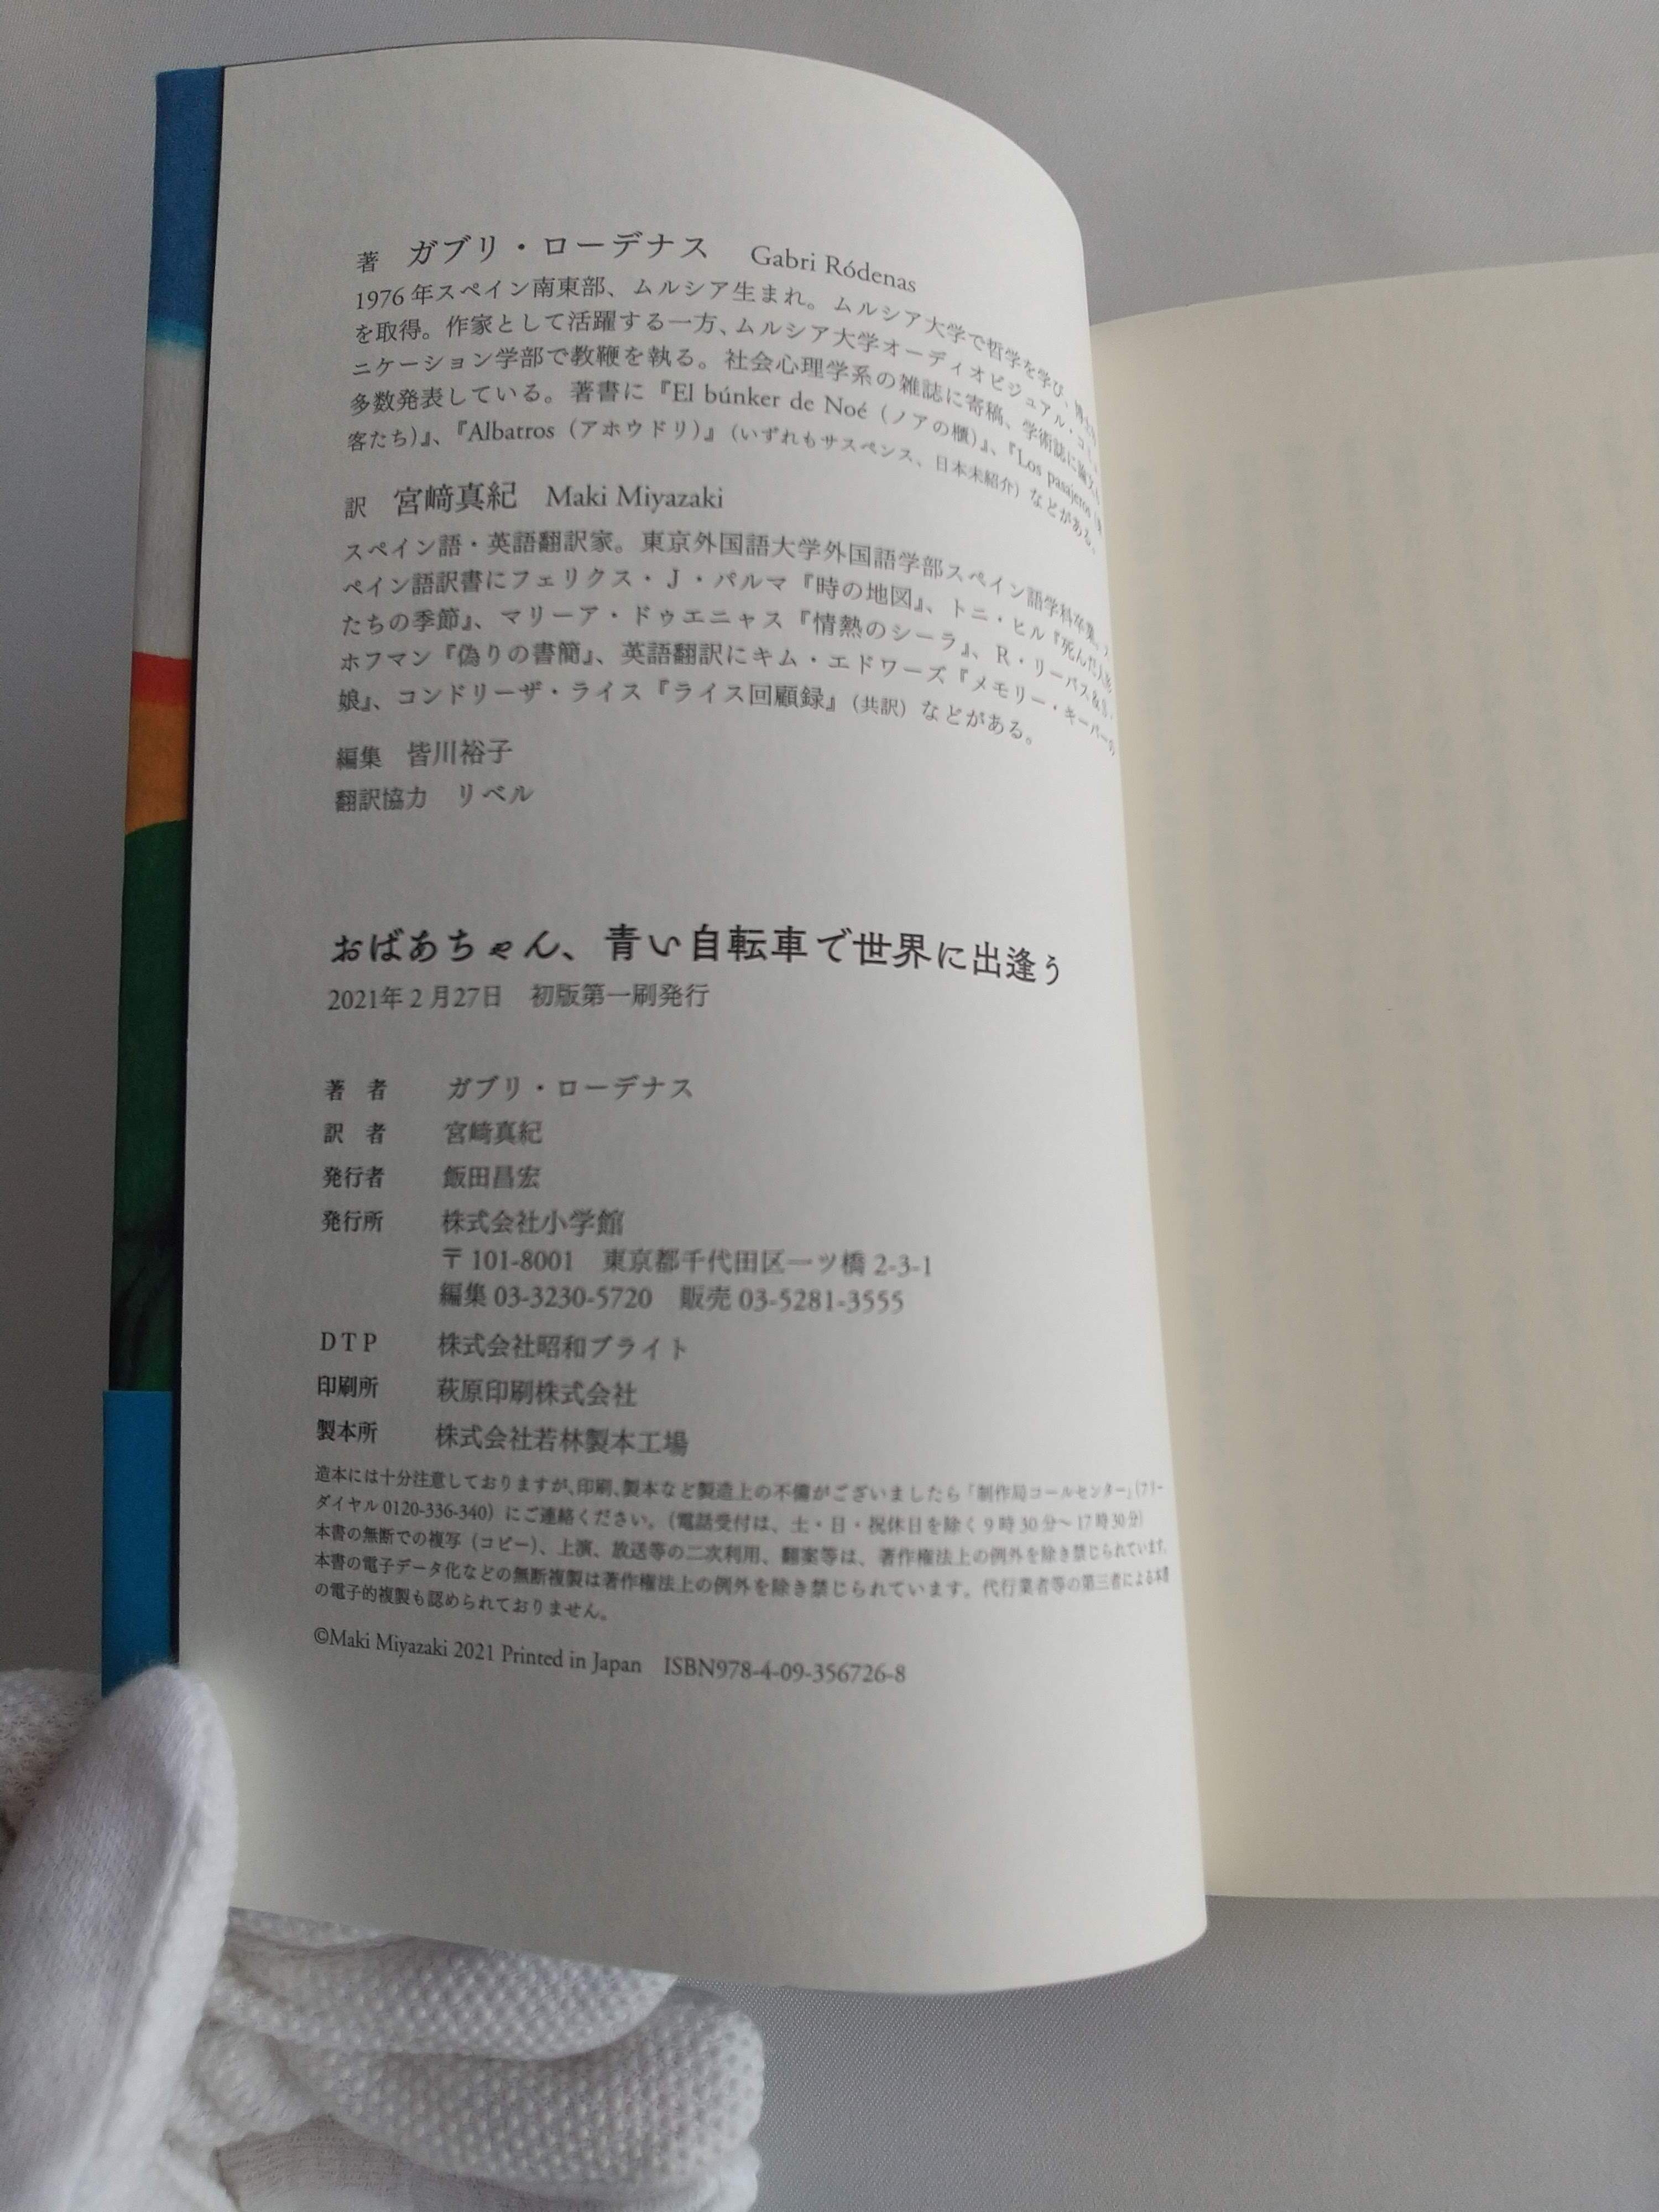 著 ガブリ・ローデナス Gabri Ródenas
1976年スペイン南東部、ムルシア生まれ。ムルシア大学で哲学を学び、博士号
を取得。作家として活躍する一方、ムルシア大学オーディオビジュアル・コミュ
ニケーション学部で教鞭を執る。社会心理学系の雑誌に寄稿、学術誌に論文も
多数発表している。著書に『El búnker de Noé（ノアの櫃）』、『Los pasajeros（乗
客たち）』、『Albatros（アホウドリ）』（いずれもサスペンス、日本未紹介）などがある。
訳 宮﨑真紀 Maki Miyazaki
スペイン語・英語翻訳家。東京外国語大学外国語学部スペイン語学科卒業。ス
ペイン語訳書にフェリクス・J・パルマ『時の地図』、トニ・ヒル『死んだ人形
たちの季節』、マリーア・ドゥエニャス『情熱のシーラ』、R・リーバス&S・
ホフマン『偽りの書簡』、英語翻訳にキム・エドワーズ『メモリー・キーパーの
娘』、コンドリーザ・ライス『ライス回顧録』（共訳）などがある。
編集 皆川裕子
翻訳協力 リベル
おばあちゃん、青い自転車で世界に出逢う
2021年2月27日 初版第一刷発行
著者 ガブリ・ローデナス
訳者 宮﨑真紀
発行者 飯田昌宏
発行所 株式会社小学館
〒101-8001 東京都千代田区一ツ橋2-3-1
編集 03-3230-5720 販売 03-5281-3555
DTP 株式会社昭和ブライト
印刷所 萩原印刷株式会社
製本所 株式会社若林製本工場
造本には十分注意しておりますが、印刷、製本など製造上の不備がございましたら「制作局コールセンター」（フリー
ダイヤル0120-336-340）にご連絡ください。（電話受付は、土・日・祝休日を除く9時30分〜17時30分）
本書の無断での複写（コピー）、上演、放送等の二次利用、翻案等は、著作権法上の例外を除き禁じられています。
本書の電子データ化などの無断複製は著作権法上の例外を除き禁じられています。代行業者等の第三者による本書
の電子的複製も認められておりません。
©Maki Miyazaki 2021 Printed in Japan ISBN978-4-09-356726-8